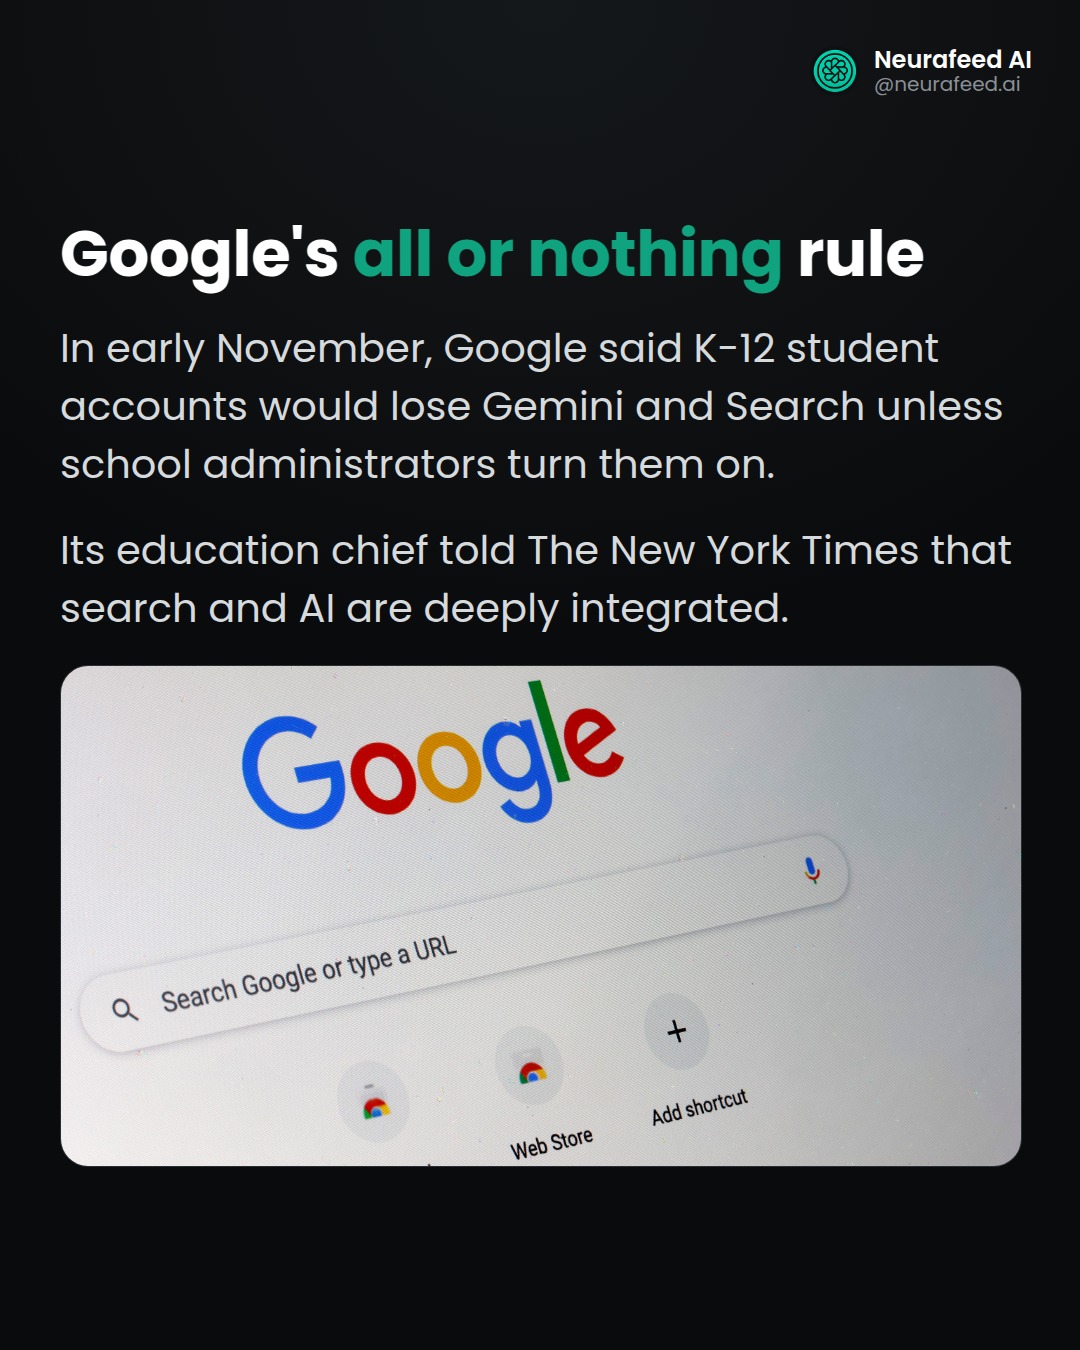 Neurafeed AI
@neurafeed.ai
Google's all or nothing rule
In early November, Google said K-12 student
accounts would lose Gemini and Search unless
school administrators turn them on.
Its education chief told The New York Times that
search and AI are deeply integrated.
Google
Search Google or type a URL
Add shortcut
Web Store